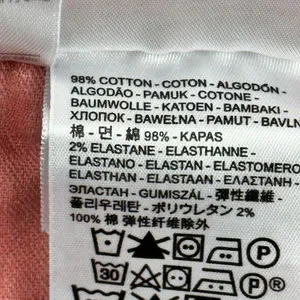 98% COTTON - COTON - ALGODÓN -
ALGODÃO - PAMUK - COTONE -
BAUMWOLLE - KATOEN - BAMBAKI -
ХЛОПОК - BAWEŁNA - PAMUT - BAVLN
棉 - 면 - 綿 98% - KAPAS
2% ELASTANE - ELASTHANNE -
ELASTANO - ELASTAN - ELASTOMERO
ELASTHAN - ELASTAAN - ΕΛΑΣΤΑΝΗ -
ЭЛАСТАН - GUMISZÁL - 彈性纖維 -
폴리우레탄 - ポリウレタン 2%
100% 棉 弹性纤维除外
P
30
P